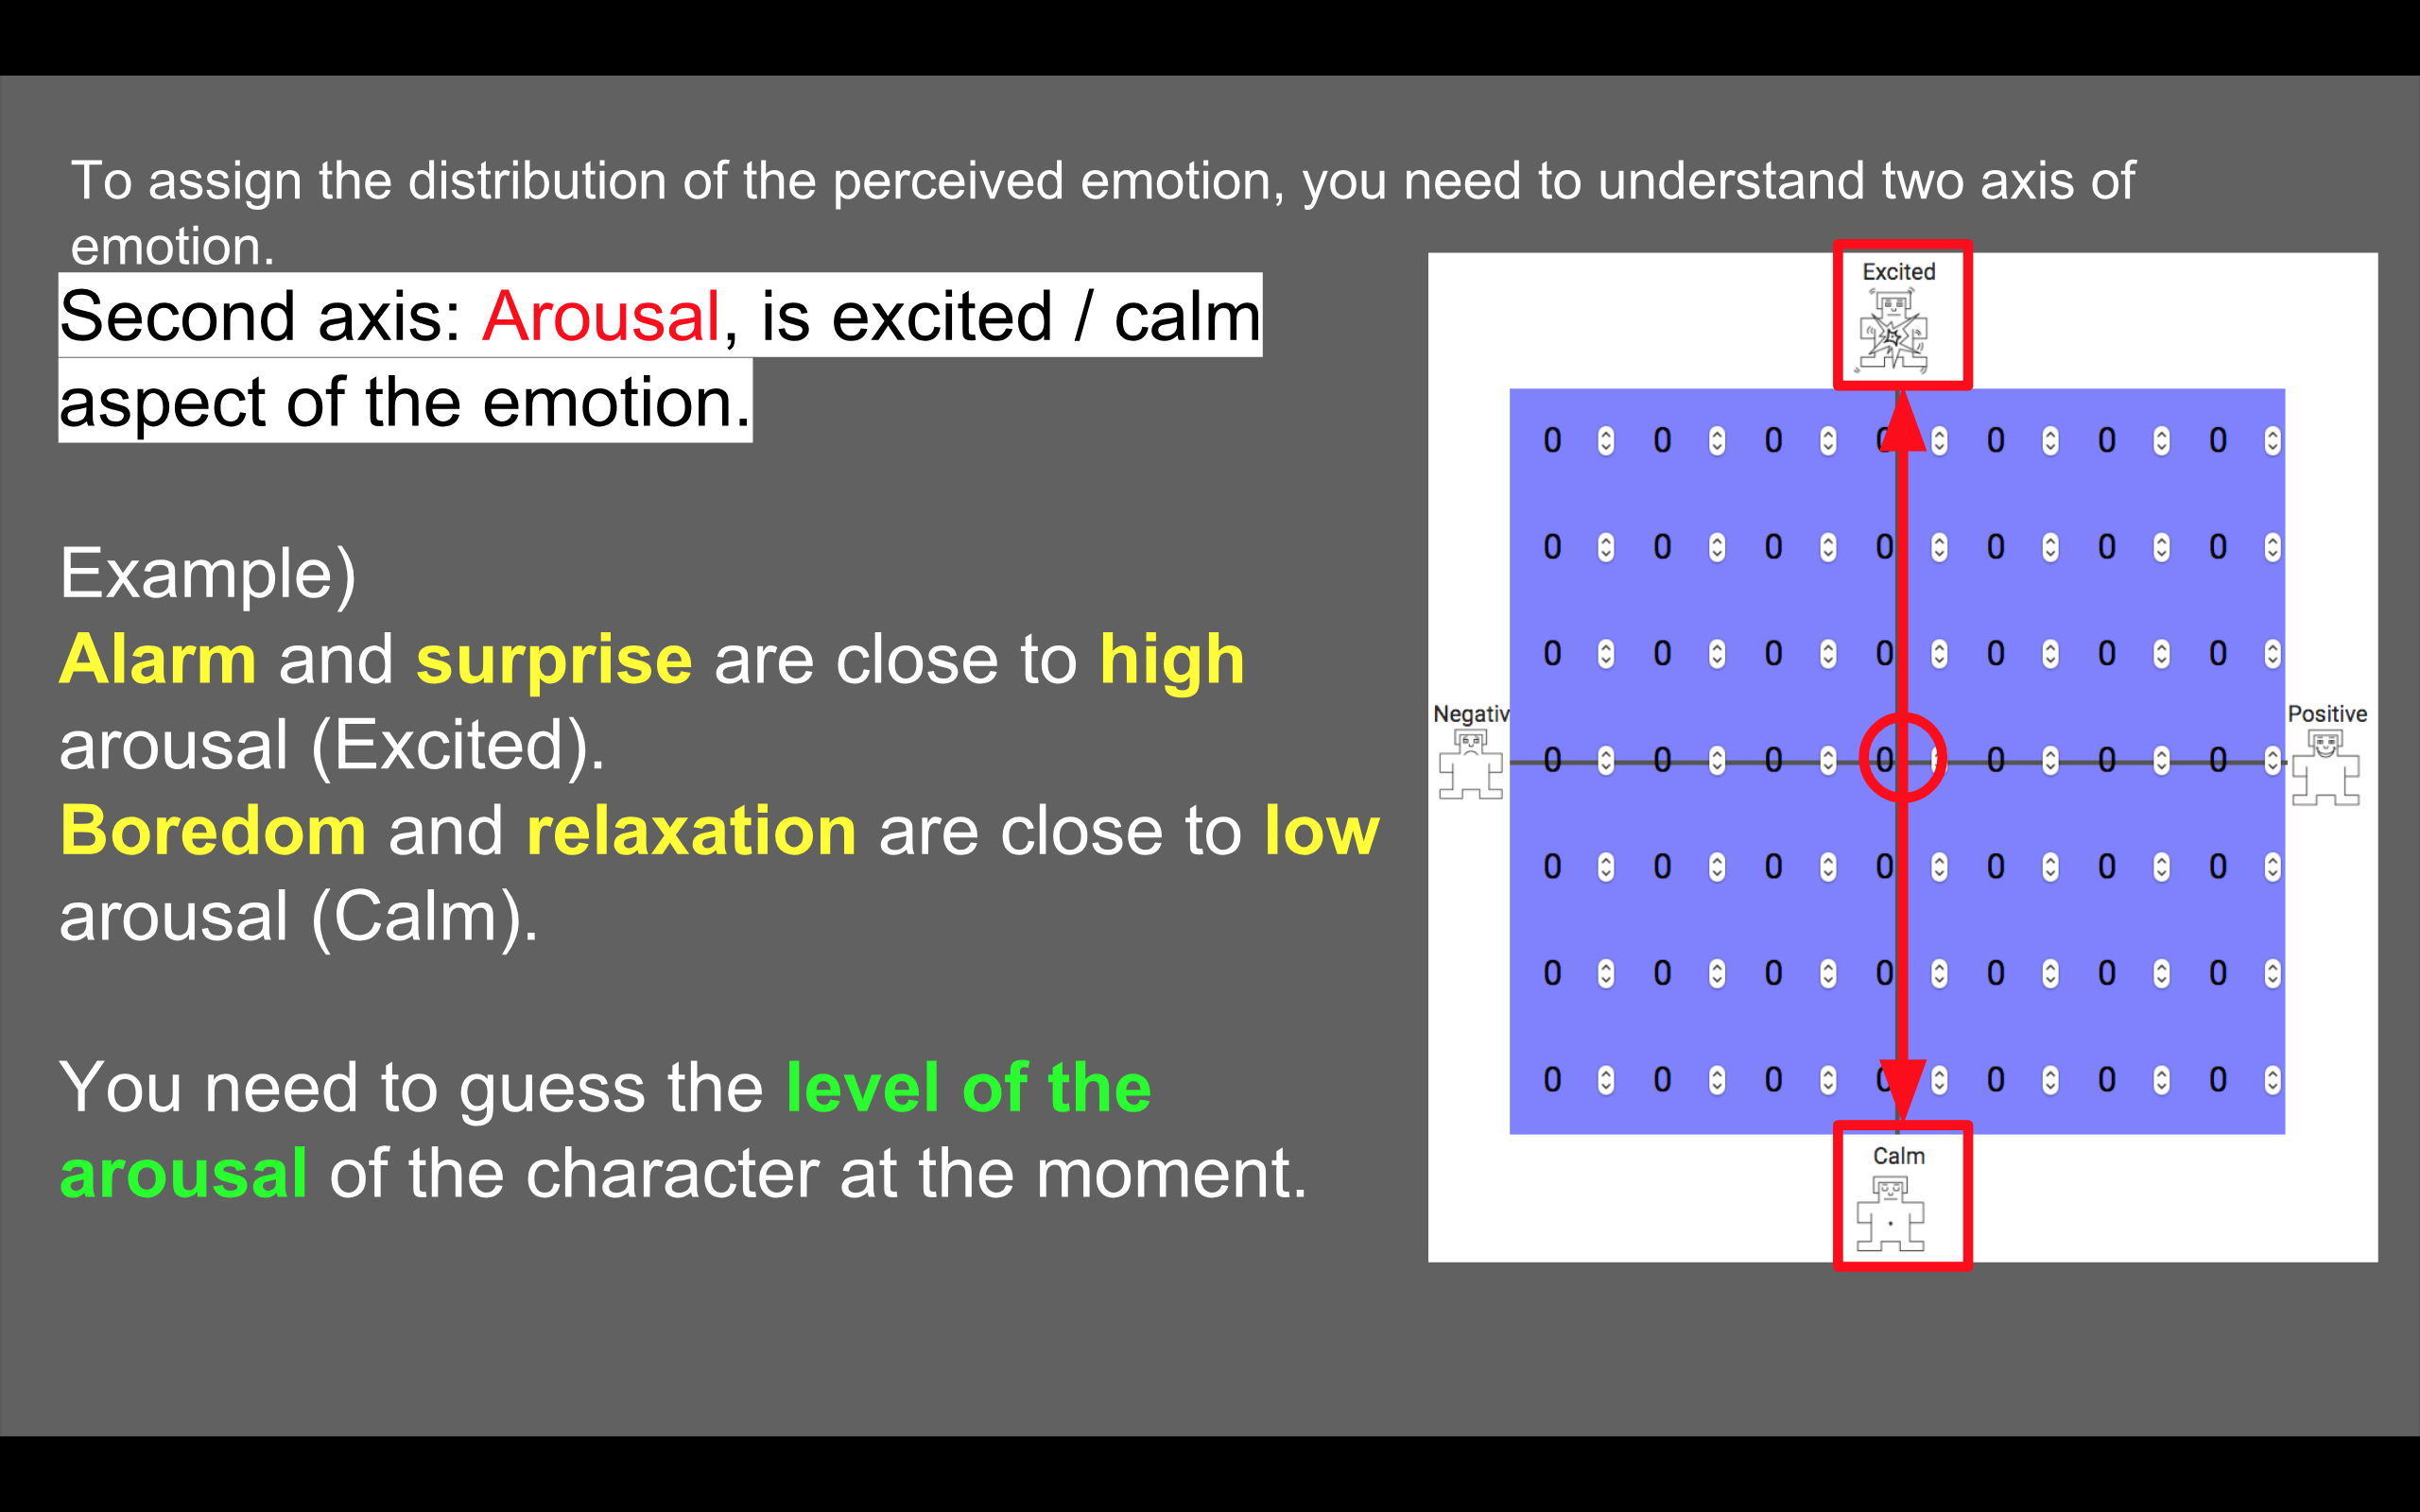 To assign the distribution of the perceived emotion, you need to understand two axis of
emotion.
Second axis: Arousal, is excited / calm
aspect of the emotion.
Example)
Alarm and surprise are close to high
arousal (Excited).
Boredom and relaxation are close to low
arousal (Calm).
You need to guess the level of the
arousal of the character at the moment.
Excited
0 0 0 0 0 0 0
0 0 0 0 0 0 0
0 0 0 0 0 0 0
Negativ Positive
0 0 0 0 0 0 0
0 0 0 0 0 0 0
0 0 0 0 0 0 0
0 0 0 0 0 0 0
Calm